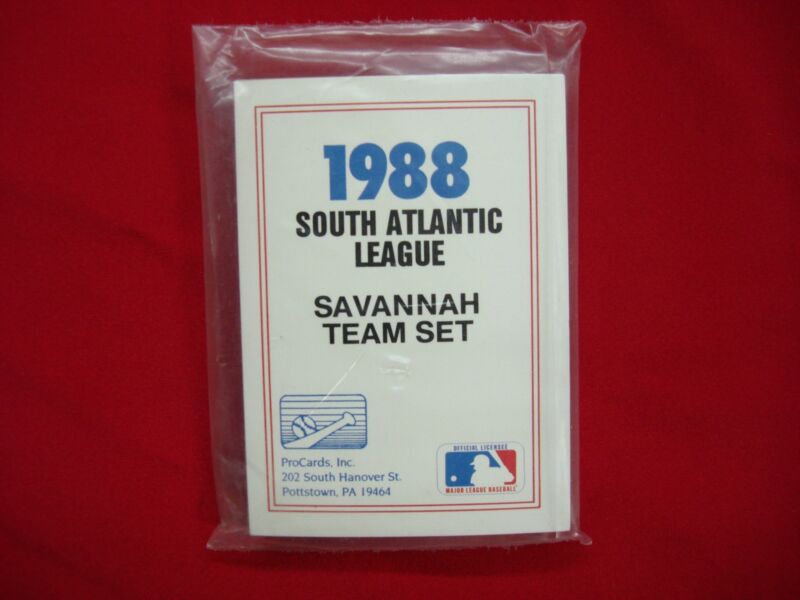 1988
SOUTH ATLANTIC
LEAGUE
SAVANNAH
TEAM SET
ProCards, Inc.
202 South Hanover St.
Pottstown, PA 19464
OFFICIAL LICENSEE
MAJOR LEAGUE BASEBALL